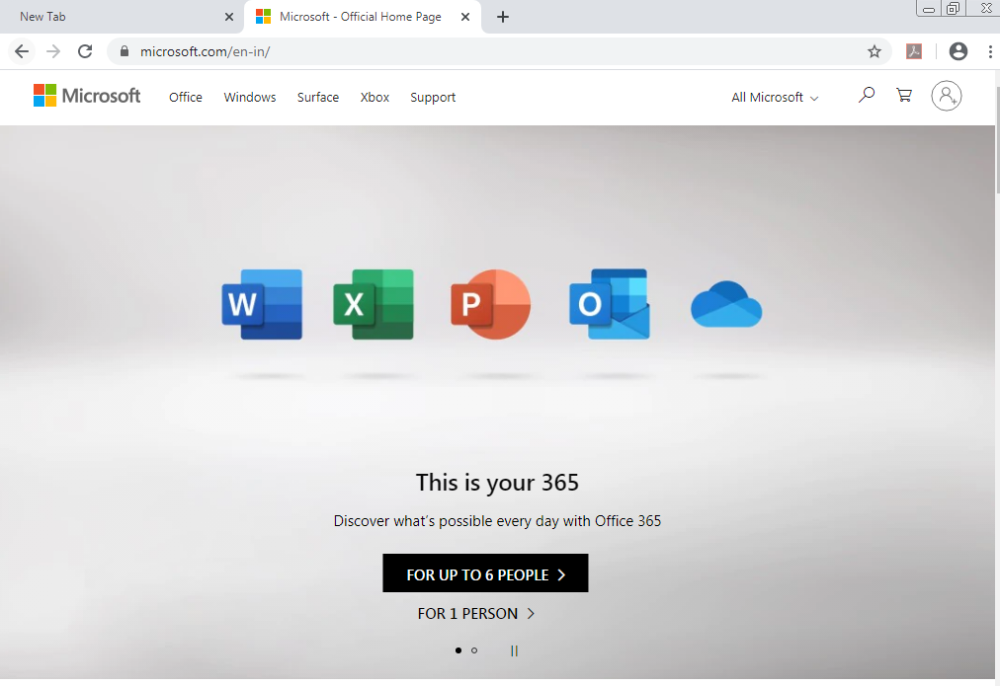 New Tab
Microsoft - Official Home Page
microsoft.com/en-in/
Microsoft Office Windows Surface Xbox Support All Microsoft
W X P O
This is your 365
Discover what's possible every day with Office 365
FOR UP TO 6 PEOPLE
FOR 1 PERSON